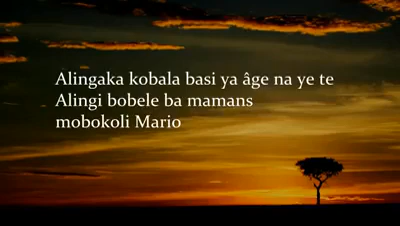 Alingaka kobala basi ya âge na ye te
Alingi bobele ba mamans
mobokoli Mario